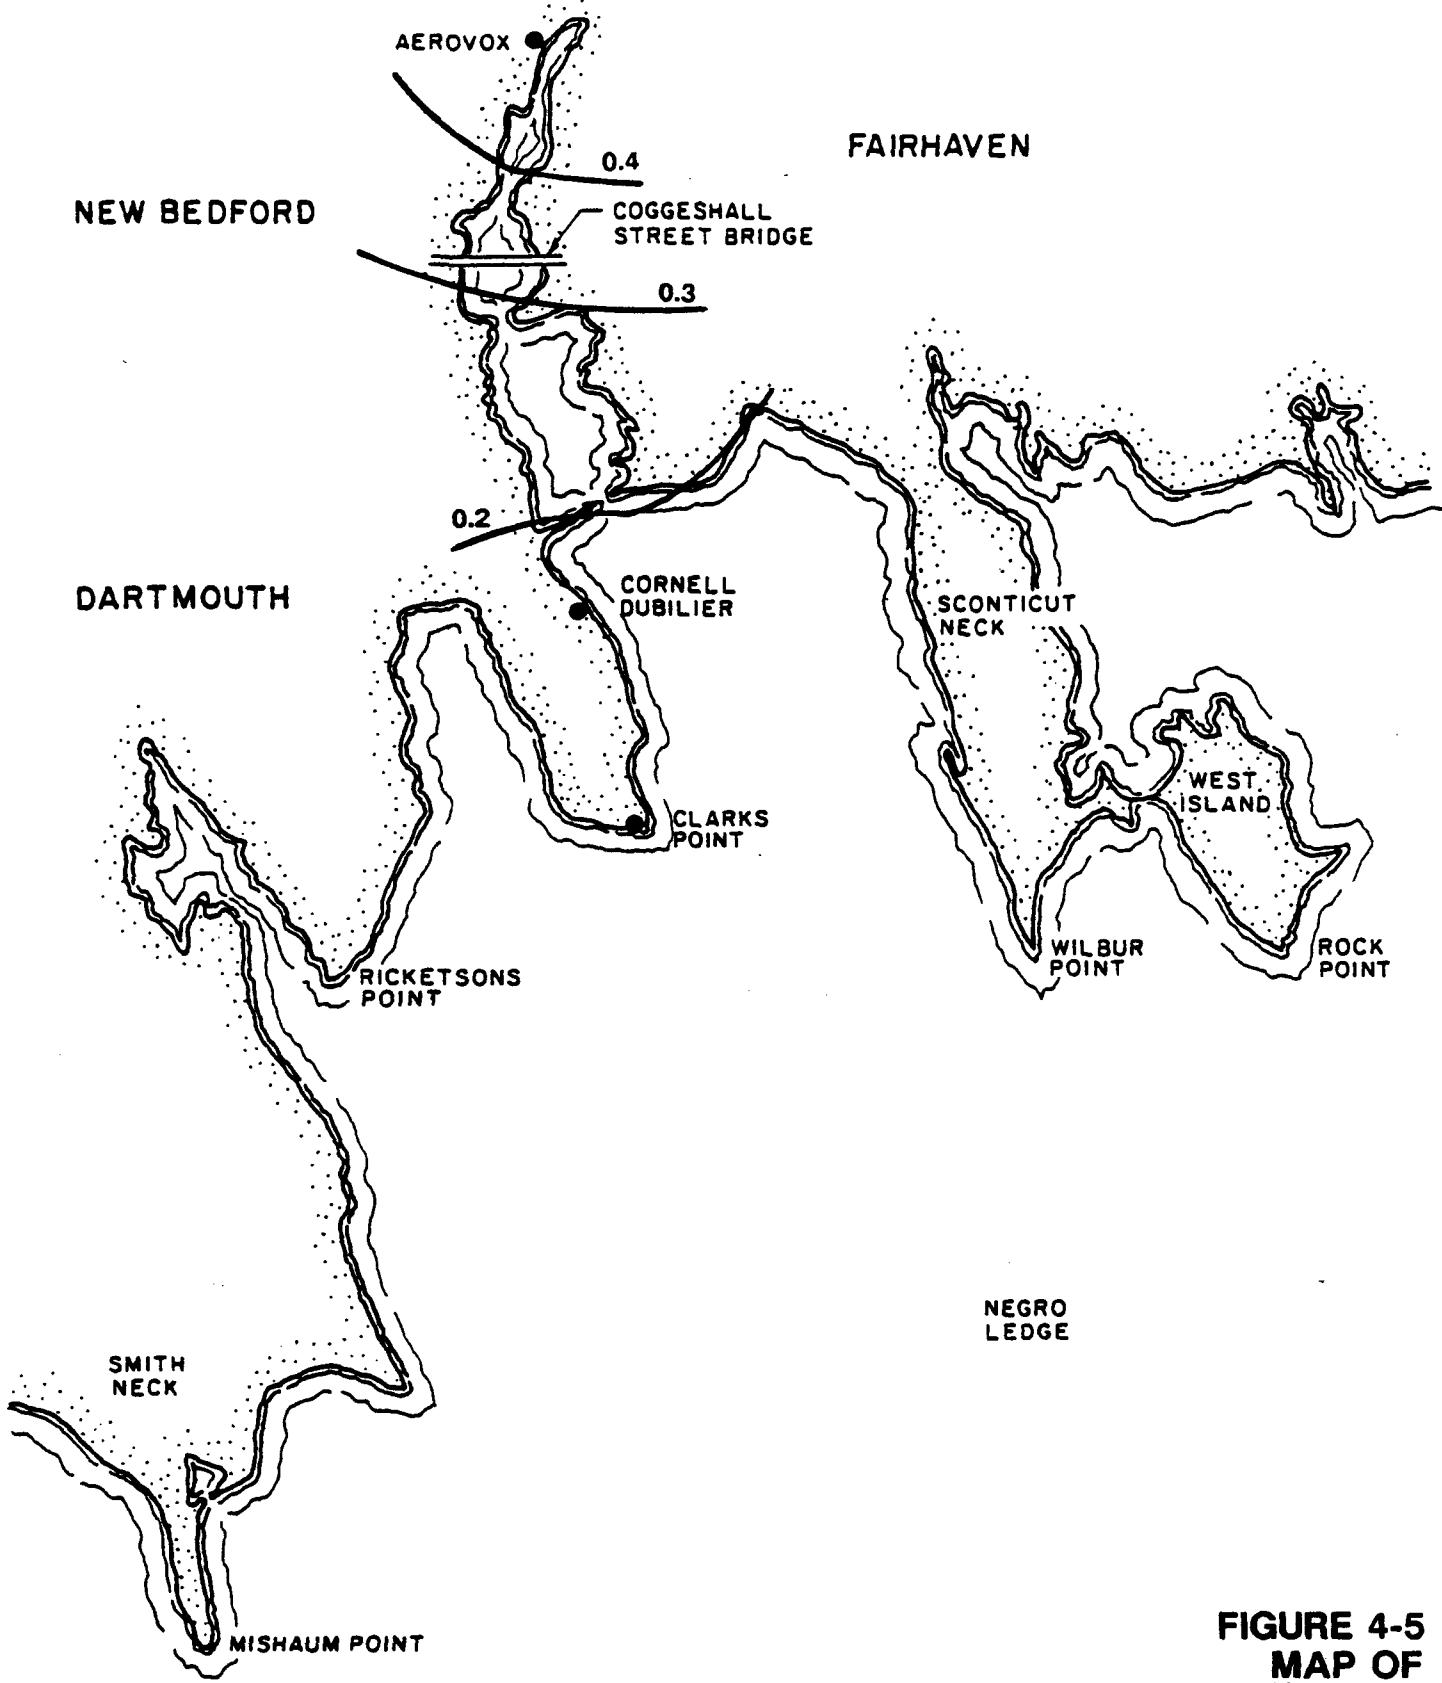 AEROVOX
FAIRHAVEN
0.4
NEW BEDFORD
COGGESHALL
STREET BRIDGE
0.3
0.2
DARTMOUTH
CORNELL
DUBILIER
SCONTICUT
NECK
WEST
ISLAND
CLARKS
POINT
WILBUR
POINT
ROCK
POINT
RICKETSONS
POINT
NEGRO
LEDGE
SMITH
NECK
MISHAUM POINT
FIGURE 4-5
MAP OF